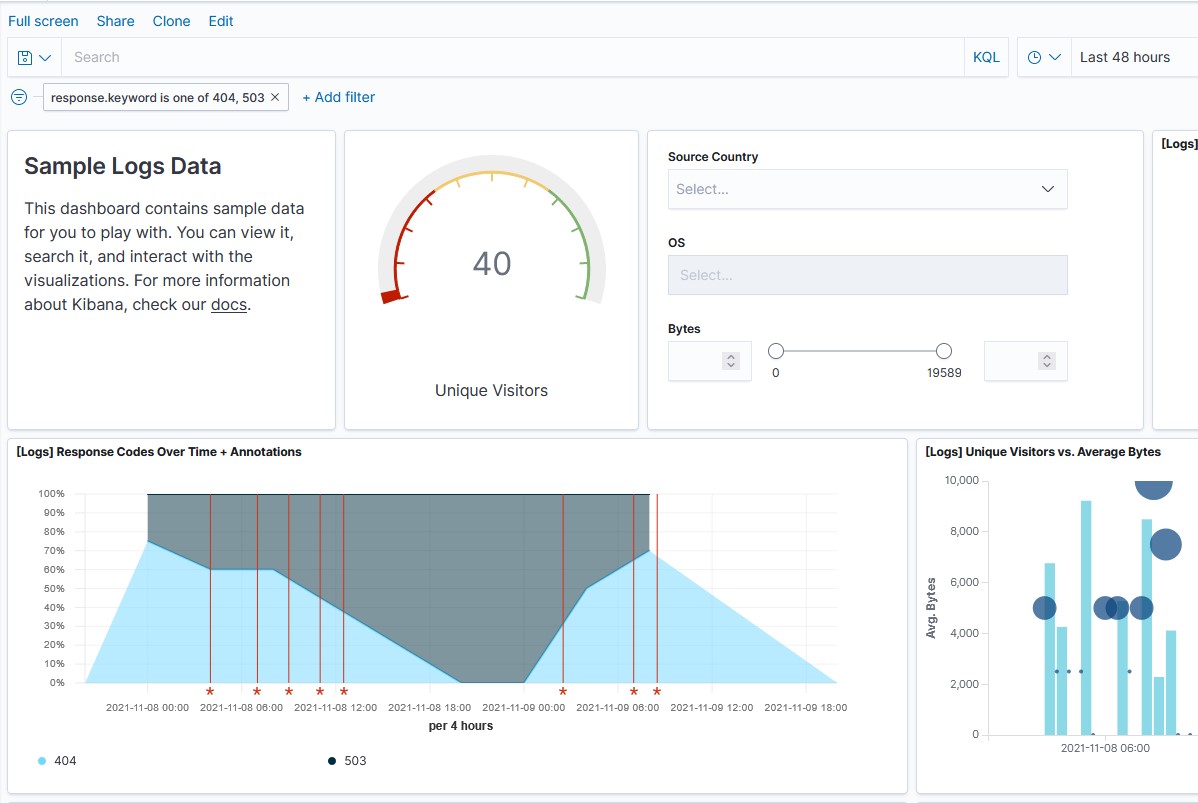 Full screen Share Clone Edit
Search KQL Last 48 hours
response.keyword is one of 404, 503 × + Add filter
Sample Logs Data
This dashboard contains sample data
for you to play with. You can view it,
search it, and interact with the
visualizations. For more information
about Kibana, check our docs.
40
Unique Visitors
Source Country
Select...
OS
Select...
Bytes
0 19589
[Logs]
[Logs] Response Codes Over Time + Annotations
100%
90%
80%
70%
60%
50%
40%
30%
20%
10%
0%
2021-11-08 00:00 2021-11-08 06:00 2021-11-08 12:00 2021-11-08 18:00 2021-11-09 00:00 2021-11-09 06:00 2021-11-09 12:00 2021-11-09 18:00
per 4 hours
404 503
[Logs] Unique Visitors vs. Average Bytes
10,000
8,000
6,000
4,000
2,000
0
Avg. Bytes
2021-11-08 06:00